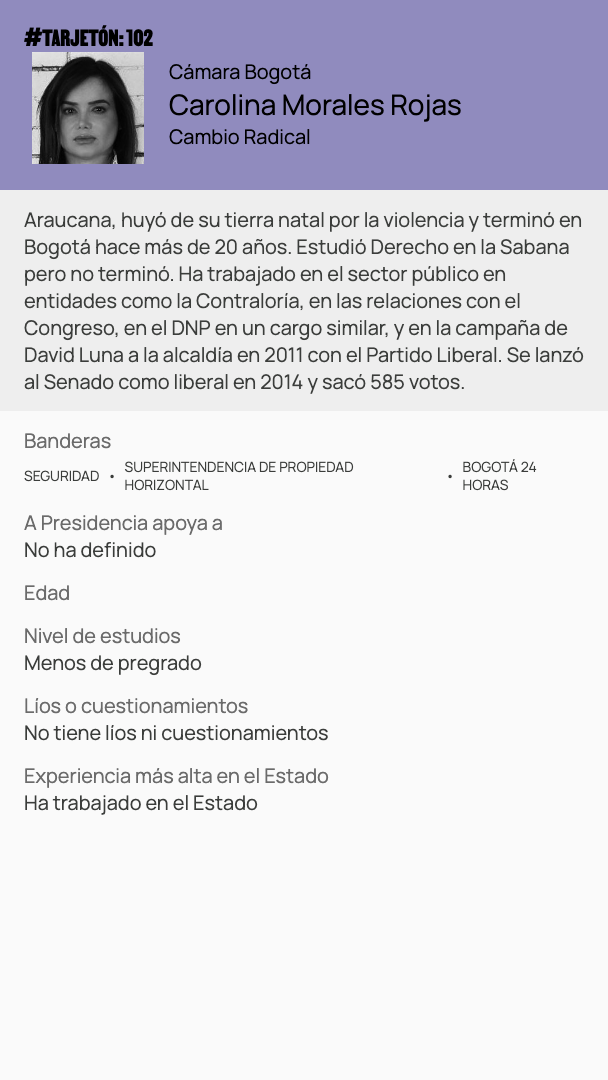 #TARJETÓN: 102
Cámara Bogotá
Carolina Morales Rojas
Cambio Radical
Araucana, huyó de su tierra natal por la violencia y terminó en
Bogotá hace más de 20 años. Estudió Derecho en la Sabana
pero no terminó. Ha trabajado en el sector público en
entidades como la Contraloría, en las relaciones con el
Congreso, en el DNP en un cargo similar, y en la campaña de
David Luna a la alcaldía en 2011 con el Partido Liberal. Se lanzó
al Senado como liberal en 2014 y sacó 585 votos.
Banderas
SEGURIDAD • SUPERINTENDENCIA DE PROPIEDAD HORIZONTAL • BOGOTÁ 24 HORAS
A Presidencia apoya a
No ha definido
Edad
Nivel de estudios
Menos de pregrado
Líos o cuestionamientos
No tiene líos ni cuestionamientos
Experiencia más alta en el Estado
Ha trabajado en el Estado